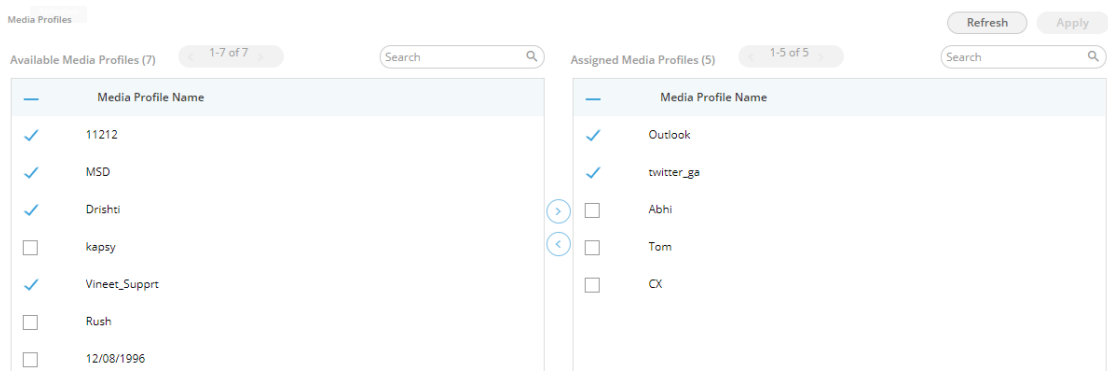 Media Profiles
Refresh
Apply
Available Media Profiles (7)
1-7 of 7
Search
Assigned Media Profiles (5)
1-5 of 5
Search
Media Profile Name
11212
MSD
Drishti
kapsy
Vineet_Supprt
Rush
12/08/1996
Media Profile Name
Outlook
twitter_ga
Abhi
Tom
CX